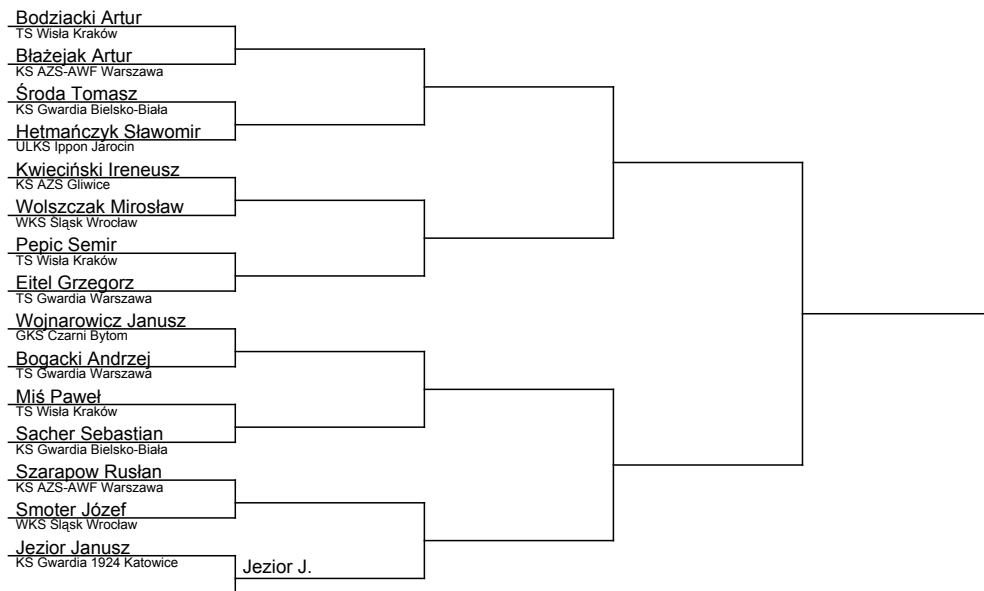 Bodziacki Artur
TS Wisła Kraków
Błażejak Artur
KS AZS-AWF Warszawa
Środa Tomasz
KS Gwardia Bielsko-Biała
Hetmańczyk Sławomir
ULKS Ippon Jarocin
Kwieciński Ireneusz
KS AZS Gliwice
Wolszczak Mirosław
WKS Śląsk Wrocław
Pepic Semir
TS Wisła Kraków
Eitel Grzegorz
TS Gwardia Warszawa
Wojnarowicz Janusz
GKS Czarni Bytom
Bogacki Andrzej
TS Gwardia Warszawa
Miś Paweł
TS Wisła Kraków
Sacher Sebastian
KS Gwardia Bielsko-Biała
Szarapow Rusłan
KS AZS-AWF Warszawa
Smoter Józef
WKS Śląsk Wrocław
Jezior Janusz
KS Gwardia 1924 Katowice
Jezior J.